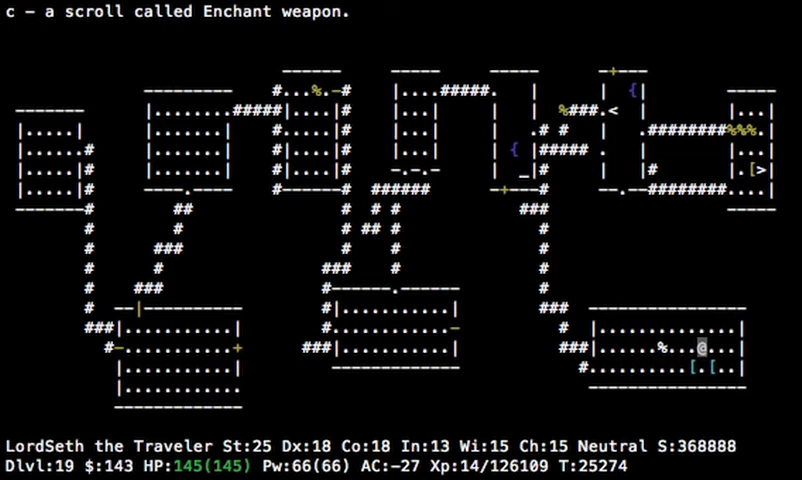 c - a scroll called Enchant weapon.
LordSeth the Traveler St:25 Dx:18 Co:18 In:13 Wi:15 Ch:15 Neutral S:368888
Dlvl:19 $:143 HP:145(145) Pw:66(66) AC:-27 Xp:14/126109 T:25274